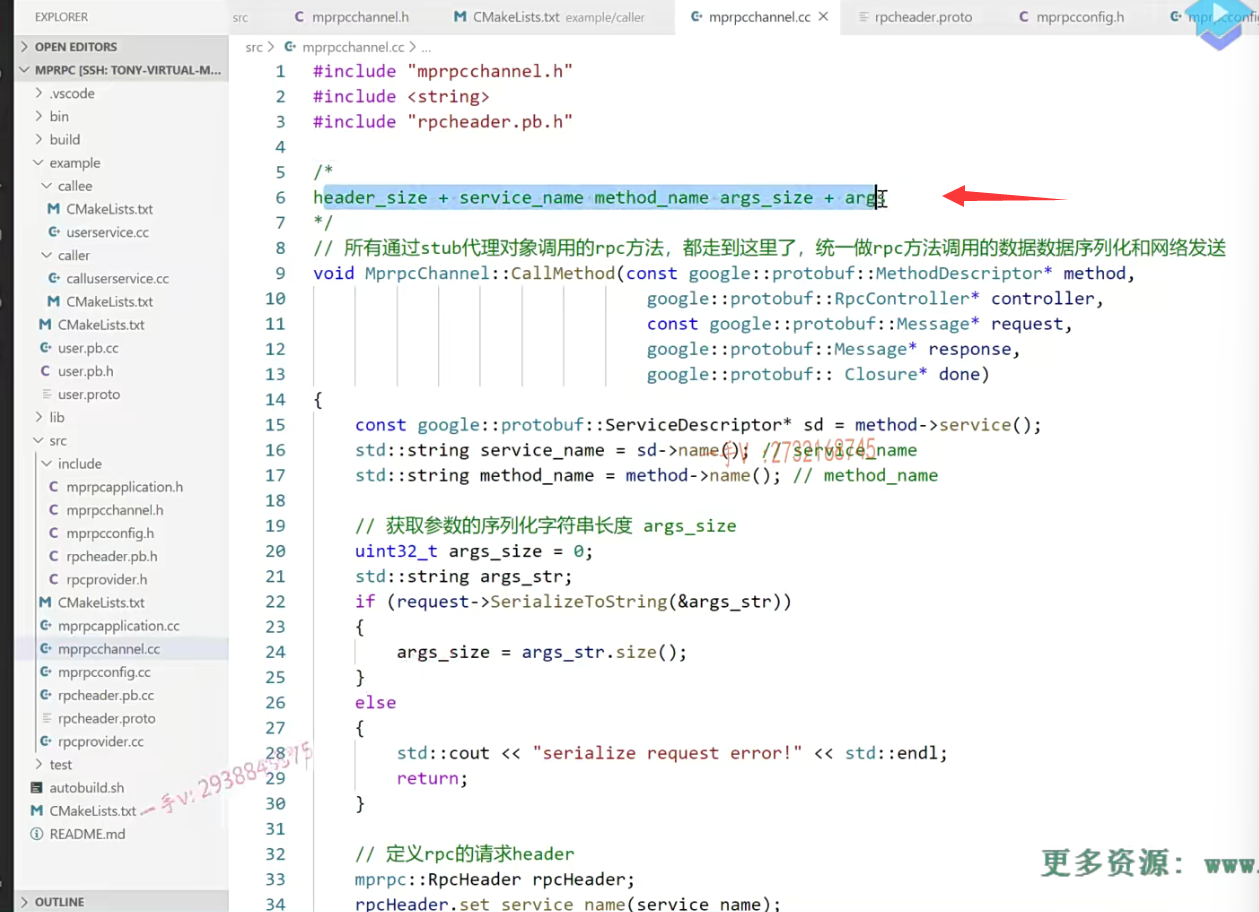 EXPLORER
src
C mprpcchannel.h
M CMakeLists.txt example/caller
mprpcchannel.cc
rpcheader.proto
C mprpcconfig.h
OPEN EDITORS
MPRPC [SSH: TONY-VIRTUAL-M...
.vscode
bin
build
example
callee
M CMakeLists.txt
userservice.cc
caller
calluserservice.cc
M CMakeLists.txt
M CMakeLists.txt
user.pb.cc
C user.pb.h
user.proto
lib
src
include
C mprpcapplication.h
C mprpcchannel.h
C mprpcconfig.h
C rpcheader.pb.h
C rpcprovider.h
M CMakeLists.txt
mprpcapplication.cc
mprpcchannel.cc
mprpcconfig.cc
rpcheader.pb.cc
rpcheader.proto
rpcprovider.cc
test
autobuild.sh
M CMakeLists.txt
README.md
OUTLINE
src > mprpcchannel.cc > ...
1 #include "mprpcchannel.h"
2 #include <string>
3 #include "rpcheader.pb.h"
4
5 /*
6 header_size + service_name method_name args_size + args
7 */
8 // 所有通过stub代理对象调用的rpc方法，都走到这里了，统一做rpc方法调用的数据数据序列化和网络发送
9 void MprpcChannel::CallMethod(const google::protobuf::MethodDescriptor* method,
10 google::protobuf::RpcController* controller,
11 const google::protobuf::Message* request,
12 google::protobuf::Message* response,
13 google::protobuf:: Closure* done)
14 {
15 const google::protobuf::ServiceDescriptor* sd = method->service();
16 std::string service_name = sd->name(); // service_name
17 std::string method_name = method->name(); // method_name
18
19 // 获取参数的序列化字符串长度 args_size
20 uint32_t args_size = 0;
21 std::string args_str;
22 if (request->SerializeToString(&args_str))
23 {
24 args_size = args_str.size();
25 }
26 else
27 {
28 std::cout << "serialize request error!" << std::endl;
29 return;
30 }
31
32 // 定义rpc的请求header
33 mprpc::RpcHeader rpcHeader;
34 rpcHeader.set_service_name(service_name);
更多资源：www.